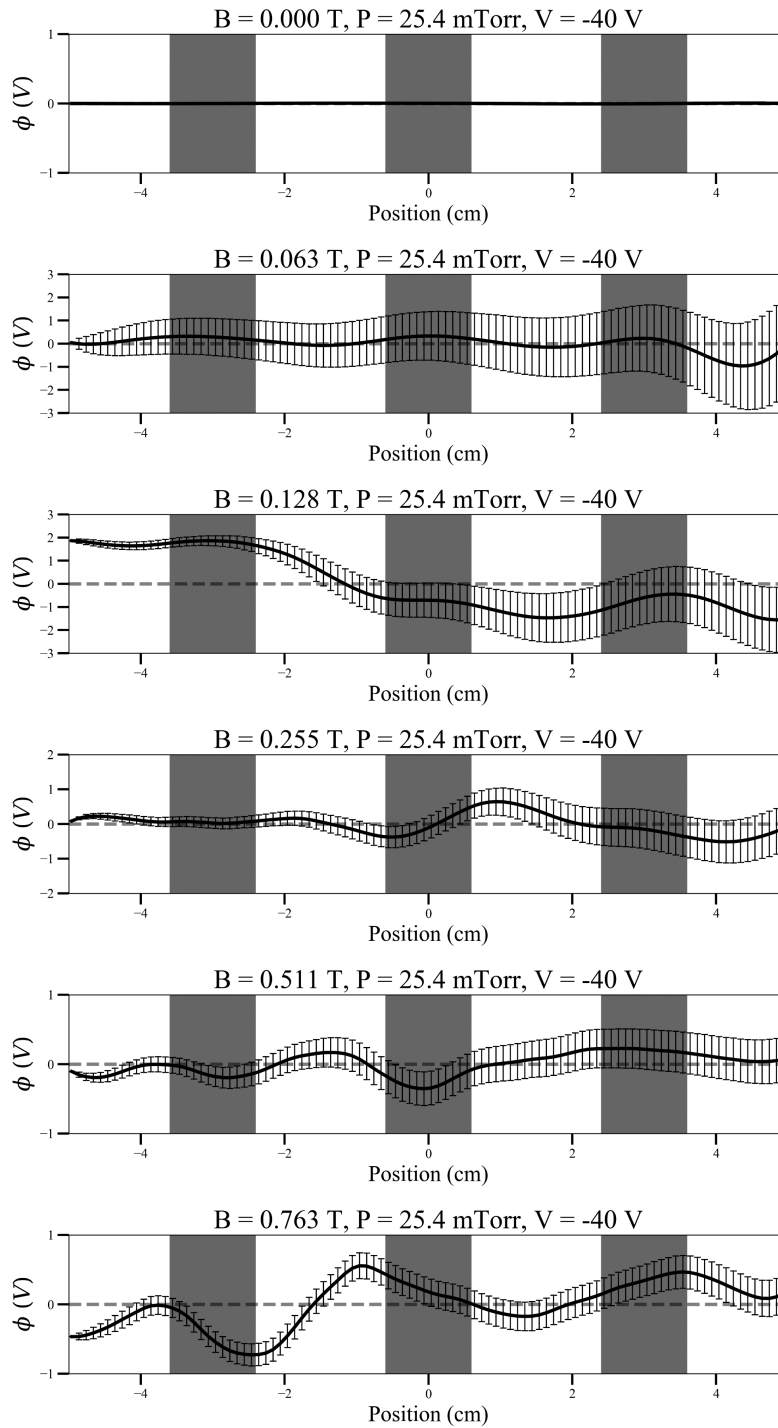 B = 0.000 T, P = 25.4 mTorr, V = -40 V
1
0
−1
ϕ (V)
−4 −2 0 2 4
Position (cm)
B = 0.063 T, P = 25.4 mTorr, V = -40 V
3
2
1
0
−1
−2
−3
ϕ (V)
−4 −2 0 2 4
Position (cm)
B = 0.128 T, P = 25.4 mTorr, V = -40 V
3
2
1
0
−1
−2
−3
ϕ (V)
−4 −2 0 2 4
Position (cm)
B = 0.255 T, P = 25.4 mTorr, V = -40 V
2
1
0
−1
−2
ϕ (V)
−4 −2 0 2 4
Position (cm)
B = 0.511 T, P = 25.4 mTorr, V = -40 V
1
0
−1
ϕ (V)
−4 −2 0 2 4
Position (cm)
B = 0.763 T, P = 25.4 mTorr, V = -40 V
1
0
−1
ϕ (V)
−4 −2 0 2 4
Position (cm)